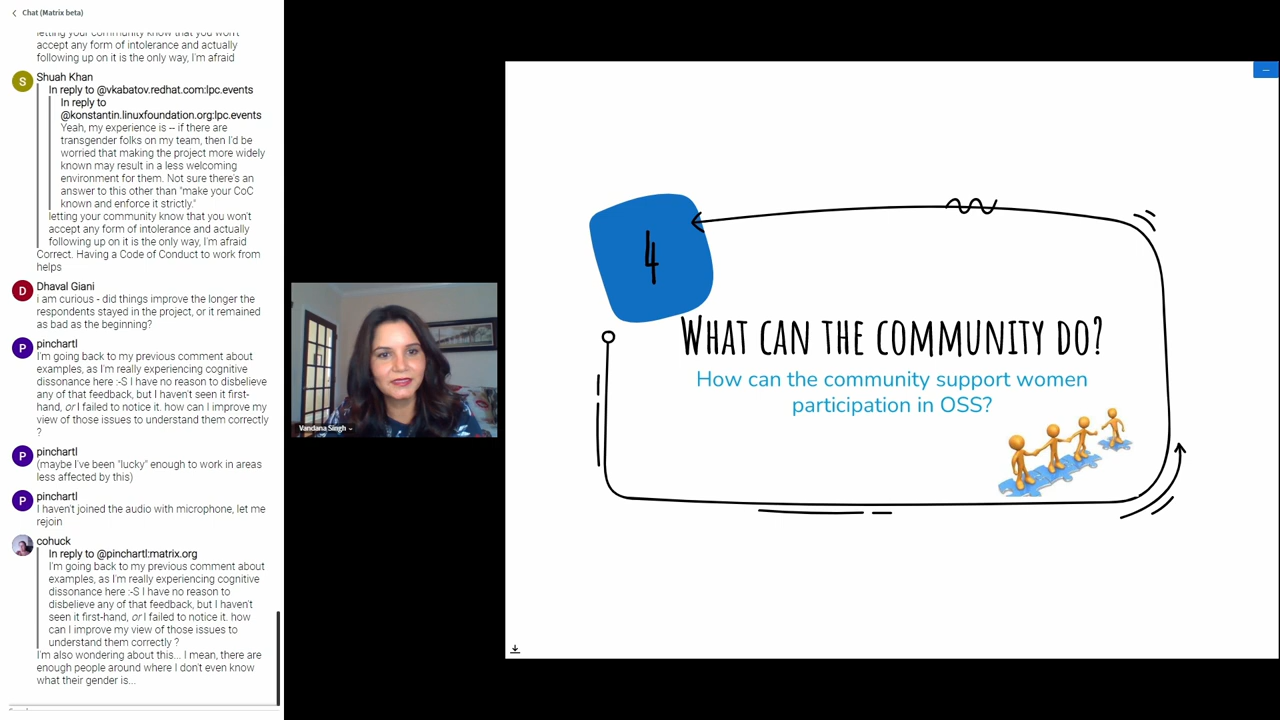 Chat (Matrix beta)
letting your community know that you won't
accept any form of intolerance and actually
following up on it is the only way, I'm afraid
S
Shuah Khan
In reply to @vkabatov.redhat.com:lpc.events
In reply to
@konstantin.linuxfoundation.org:lpc.events
Yeah, my experience is -- if there are
transgender folks on my team, then I'd be
worried that making the project more widely
known may result in a less welcoming
environment for them. Not sure there's an
answer to this other than "make your CoC
known and enforce it strictly."
letting your community know that you won't
accept any form of intolerance and actually
following up on it is the only way, I'm afraid
Correct. Having a Code of Conduct to work from
helps
D
Dhaval Giani
i am curious - did things improve the longer the
respondents stayed in the project, or it remained
as bad as the beginning?
P
pinchartl
I'm going back to my previous comment about
examples, as I'm really experiencing cognitive
dissonance here :-S I have no reason to disbelieve
any of that feedback, but I haven't seen it first-
hand, or I failed to notice it. how can I improve my
view of those issues to understand them correctly
?
P
pinchartl
(maybe I've been "lucky" enough to work in areas
less affected by this)
P
pinchartl
I haven't joined the audio with microphone, let me
rejoin
cohuck
In reply to @pinchartl:matrix.org
I'm going back to my previous comment about
examples, as I'm really experiencing cognitive
dissonance here :-S I have no reason to
disbelieve any of that feedback, but I haven't
seen it first-hand, or I failed to notice it. how
can I improve my view of those issues to
understand them correctly ?
I'm also wondering about this... I mean, there are
enough people around where I don't even know
what their gender is...
Vandana Singh
4
What can the community do?
How can the community support women
participation in OSS?